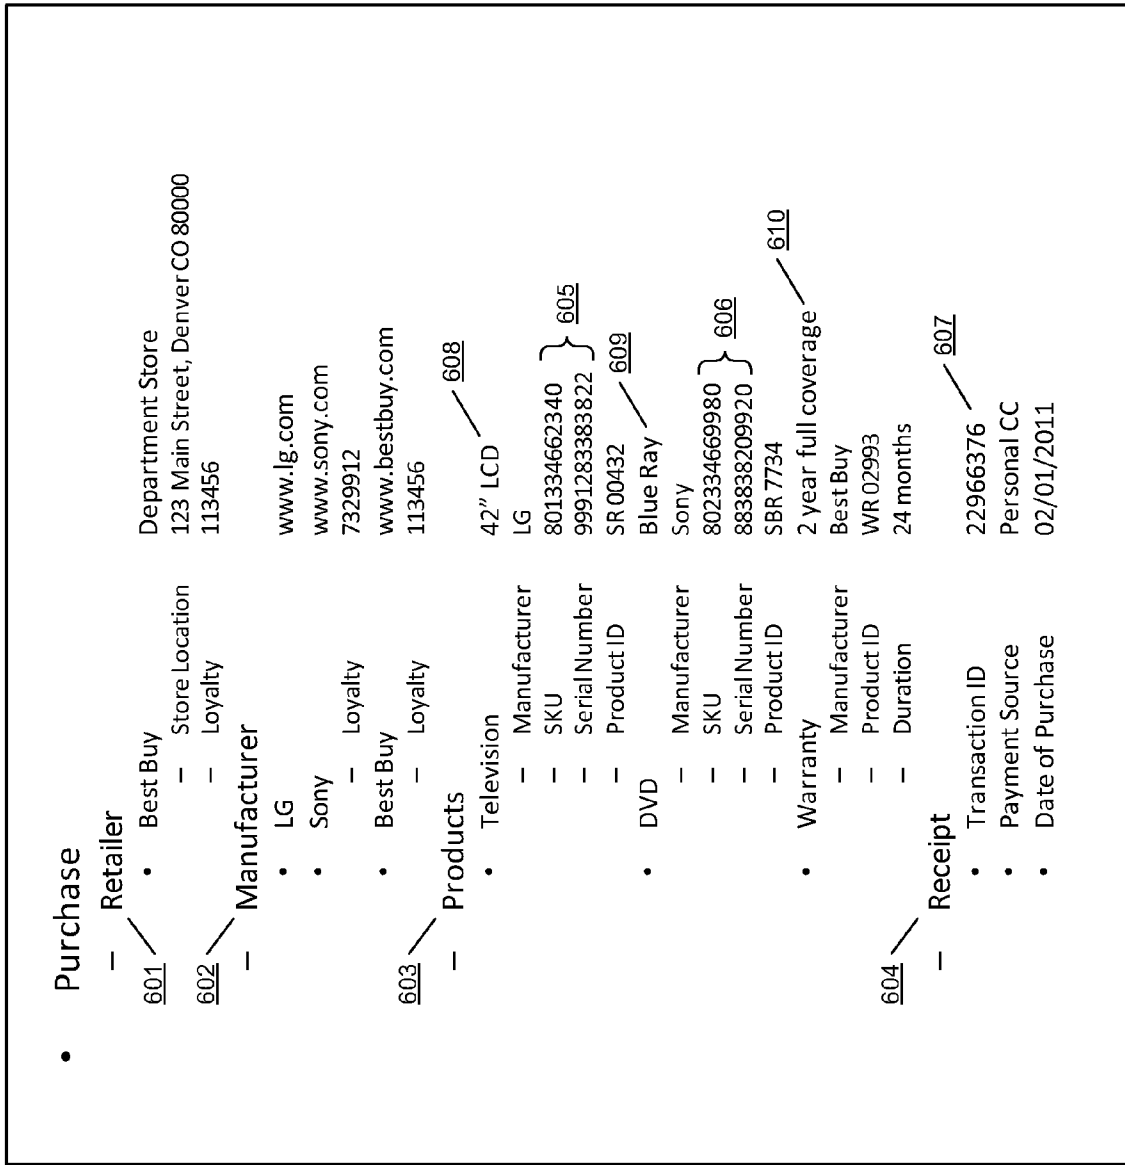 • Purchase
– Retailer
601
• Best Buy Department Store
– Store Location 123 Main Street, Denver CO 80000
– Loyalty 113456
602
– Manufacturer
• LG www.lg.com
• Sony www.sony.com
– Loyalty 7329912
• Best Buy www.bestbuy.com
– Loyalty 113456
603
– Products
608
• Television 42” LCD
– Manufacturer LG
– SKU 801334662340
– Serial Number 9991283383822 } 605
– Product ID SR 00432
609
• DVD Blue Ray
– Manufacturer Sony
– SKU 802334669980
– Serial Number 883838209920 } 606
– Product ID SBR 7734
610
• Warranty 2 year full coverage
– Manufacturer Best Buy
– Product ID WR 02993
– Duration 24 months
604
– Receipt
607
• Transaction ID 22966376
• Payment Source Personal CC
• Date of Purchase 02/01/2011